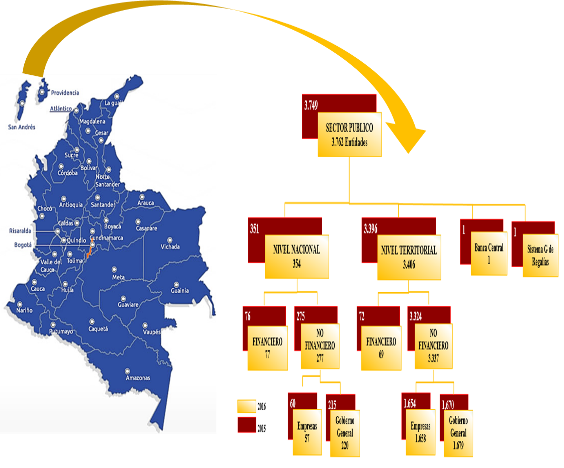 Providencia
Atlántico
La guajira
San Andrés
Magdalena
Cesar
Sucre
Bolívar
Córdoba
Norte
Santander
Antioquia
Santander
Arauca
Chocó
Caldas
Boyacá
Casanare
Risaralda
Quindío
Cundinamarca
Bogotá
Vichada
Valle de
Cauca
Tolima
Meta
Guainía
Cauca
Huila
Guaviare
Nariño
Putumayo
Caquetá
Vaupés
Amazonas
3.749
SECTOR PUBLICO
3.762 Entidades
351
NIVEL NACIONAL
354
3.396
NIVEL TERRITORIAL
3.406
1
Banca Central
1
1
Sistema G de
Regalías
76
FINANCIERO
77
275
NO
FINANCIERO
277
72
FINANCIERO
69
3.324
NO
FINANCIERO
3.337
60
Empresas
57
215
Gobierno
General
220
1.654
Empresas
1.658
1.670
Gobierno
General
1.679
2016
2015